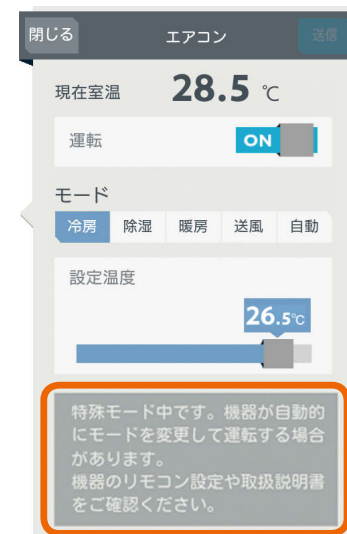 閉じる エアコン 送信
現在室温 28.5 ℃
運転 ON
モード
冷房 除湿 暖房 送風 自動
設定温度
26.5℃
特殊モード中です。機器が自動的
にモードを変更して運転する場合
があります。
機器のリモコン設定や取扱説明書
をご確認ください。